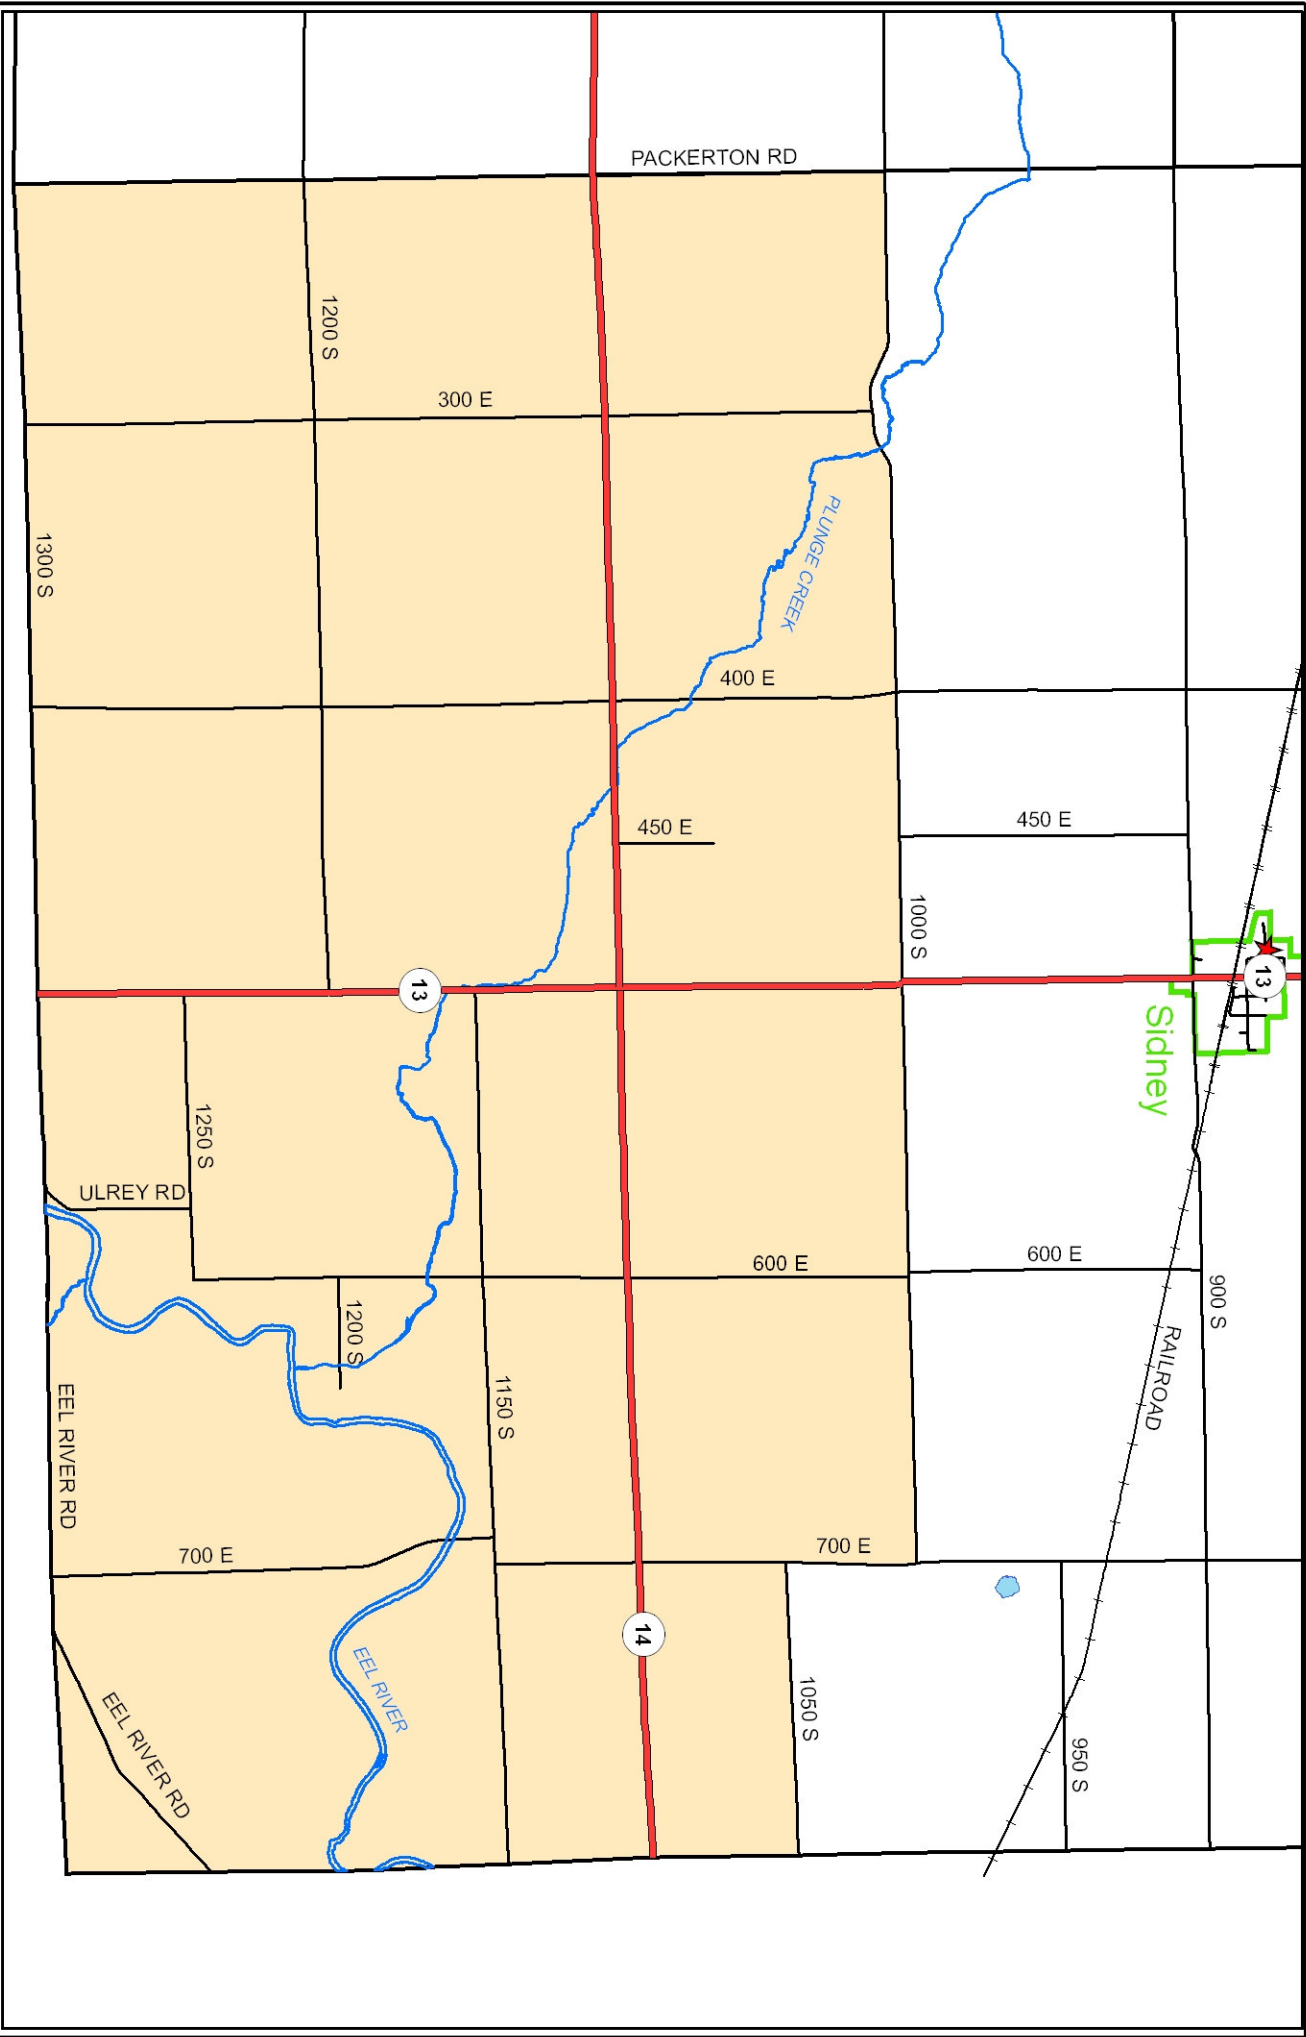 PACKERTON RD
1200 S
300 E
PLUNGE CREEK
1300 S
400 E
450 E
450 E
1000 S
13
13
Sidney
1250 S
ULREY RD
600 E
600 E
900 S
1200 S
RAILROAD
1150 S
EEL RIVER RD
700 E
700 E
14
EEL RIVER
1050 S
EEL RIVER RD
950 S